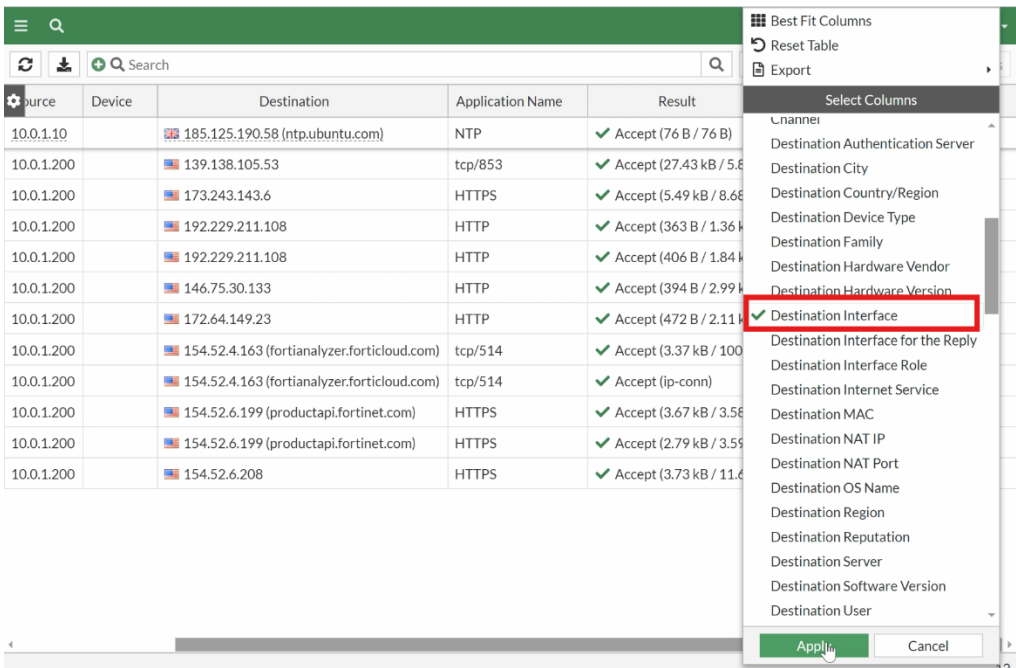 Best Fit Columns
Reset Table
Export
Search
Select Columns
Device Destination Application Name Result
Channel
10.0.1.10 185.125.190.58 (ntp.ubuntu.com) NTP Accept (76 B / 76 B)
Destination Authentication Server
10.0.1.200 139.138.105.53 tcp/853 Accept (27.43 kB / 5.8
Destination City
10.0.1.200 173.243.143.6 HTTPS Accept (5.49 kB / 8.68
Destination Country/Region
Destination Device Type
10.0.1.200 192.229.211.108 HTTP Accept (363 B / 1.36 k
Destination Family
10.0.1.200 192.229.211.108 HTTP Accept (406 B / 1.84 k
Destination Hardware Vendor
10.0.1.200 146.75.30.133 HTTP Accept (394 B / 2.99 k
Destination Hardware Version
10.0.1.200 172.64.149.23 HTTP Accept (472 B / 2.11 k
Destination Interface
Destination Interface for the Reply
10.0.1.200 154.52.4.163 (fortianalyzer.forticloud.com) tcp/514 Accept (3.37 kB / 100
Destination Interface Role
10.0.1.200 154.52.4.163 (fortianalyzer.forticloud.com) tcp/514 Accept (ip-conn)
Destination Internet Service
10.0.1.200 154.52.6.199 (productapi.fortinet.com) HTTPS Accept (3.67 kB / 3.58
Destination MAC
10.0.1.200 154.52.6.199 (productapi.fortinet.com) HTTPS Accept (2.79 kB / 3.59
Destination NAT IP
Destination NAT Port
10.0.1.200 154.52.6.208 HTTPS Accept (3.73 kB / 11.6
Destination OS Name
Destination Region
Destination Reputation
Destination Server
Destination Software Version
Destination User
Apply Cancel